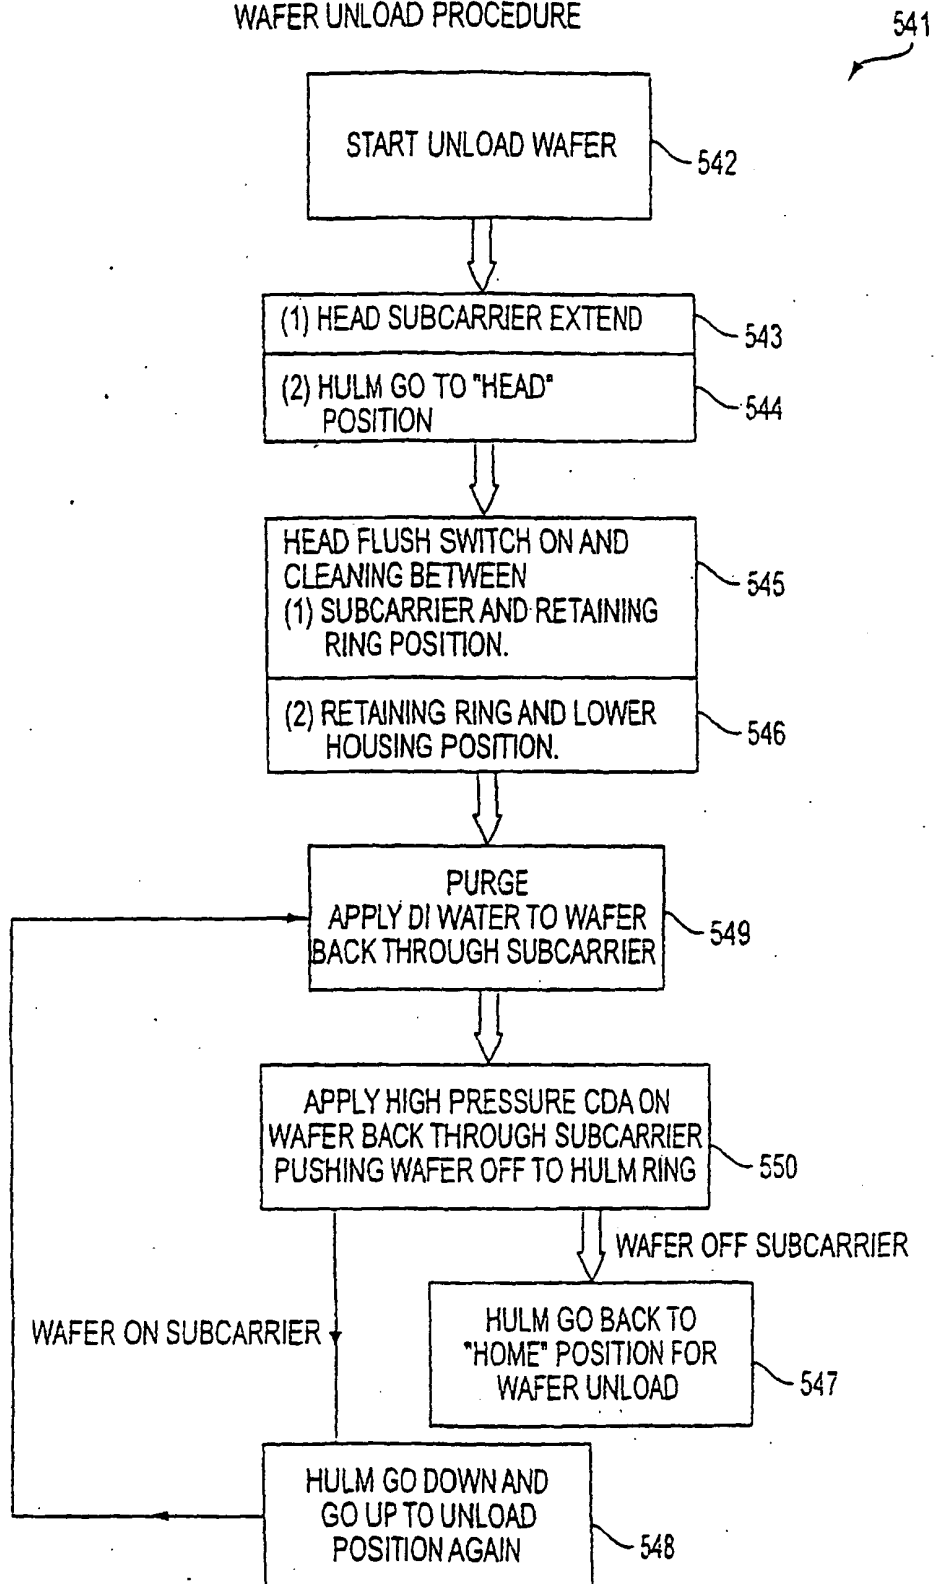 WAFER UNLOAD PROCEDURE
541
START UNLOAD WAFER
542
(1) HEAD SUBCARRIER EXTEND
543
(2) HULM GO TO "HEAD"
POSITION
544
HEAD FLUSH SWITCH ON AND
CLEANING BETWEEN
(1) SUBCARRIER AND RETAINING
RING POSITION.
545
(2) RETAINING RING AND LOWER
HOUSING POSITION.
546
PURGE
APPLY DI WATER TO WAFER
BACK THROUGH SUBCARRIER
549
APPLY HIGH PRESSURE CDA ON
WAFER BACK THROUGH SUBCARRIER
PUSHING WAFER OFF TO HULM RING
550
WAFER OFF SUBCARRIER
WAFER ON SUBCARRIER
HULM GO BACK TO
"HOME" POSITION FOR
WAFER UNLOAD
547
HULM GO DOWN AND
GO UP TO UNLOAD
POSITION AGAIN
548